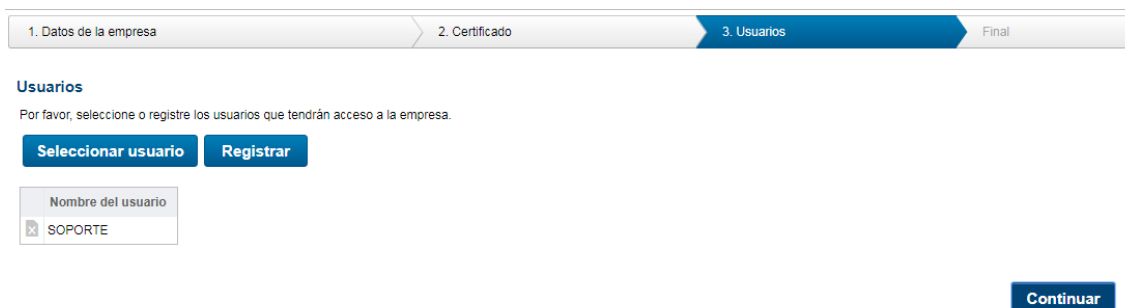 1. Datos de la empresa
2. Certificado
3. Usuarios
Final
Usuarios
Por favor, seleccione o registre los usuarios que tendrán acceso a la empresa.
Seleccionar usuario
Registrar
Nombre del usuario
SOPORTE
Continuar